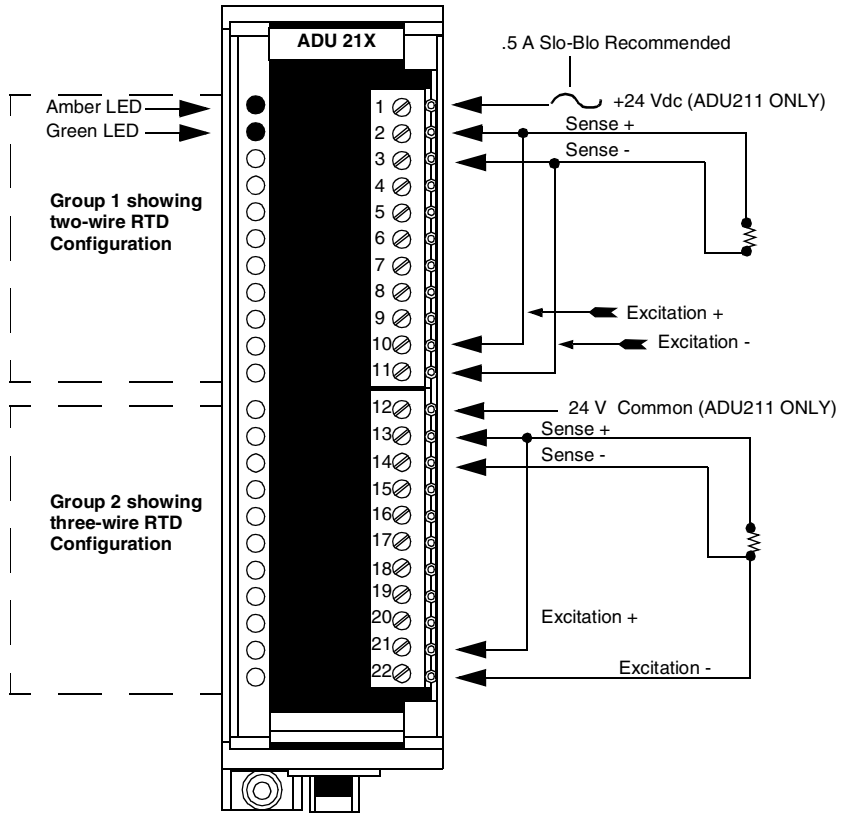 ADU 21X
.5 A Slo-Blo Recommended
Amber LED
Green LED
+24 Vdc (ADU211 ONLY)
Sense +
Sense -
Group 1 showing
two-wire RTD
Configuration
1
2
3
4
5
6
7
8
9
10
11
Excitation +
Excitation -
12
13
14
15
16
17
18
19
20
21
22
24 V Common (ADU211 ONLY)
Sense +
Sense -
Group 2 showing
three-wire RTD
Configuration
Excitation +
Excitation -